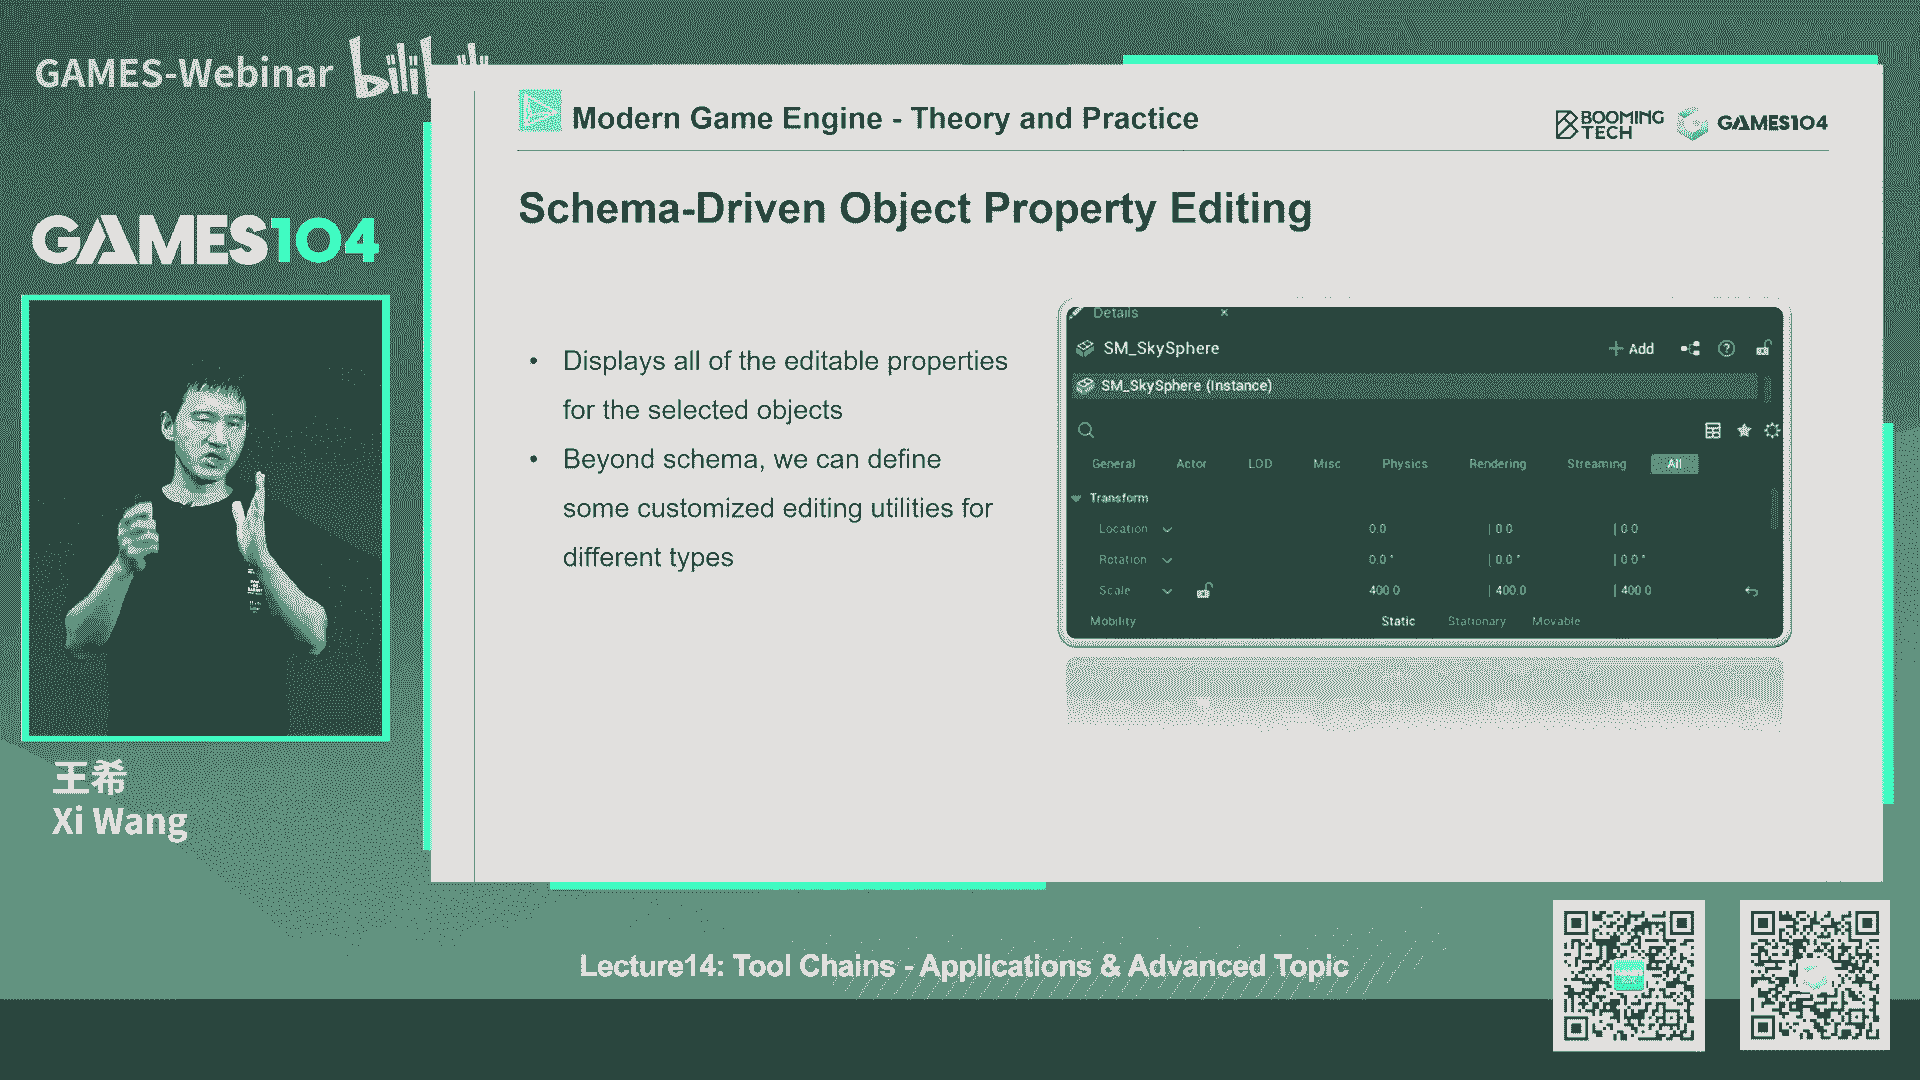 GAMES-Webinar
Modern Game Engine - Theory and Practice
BOOMING
TECH
GAMES104
GAMES104
Schema-Driven Object Property Editing
• Displays all of the editable properties
for the selected objects
• Beyond schema, we can define
some customized editing utilities for
different types
Details
SM_SkySphere
Add
SM_SkySphere (Instance)
General Actor LOD Misc Physics Rendering Streaming All
Transform
Location 0.0 0.0 0.0
Rotation 0.0° 0.0° 0.0°
Scale 400.0 400.0 400.0
Mobility Static Stationary Movable
王希
Xi Wang
Lecture14: Tool Chains - Applications & Advanced Topic